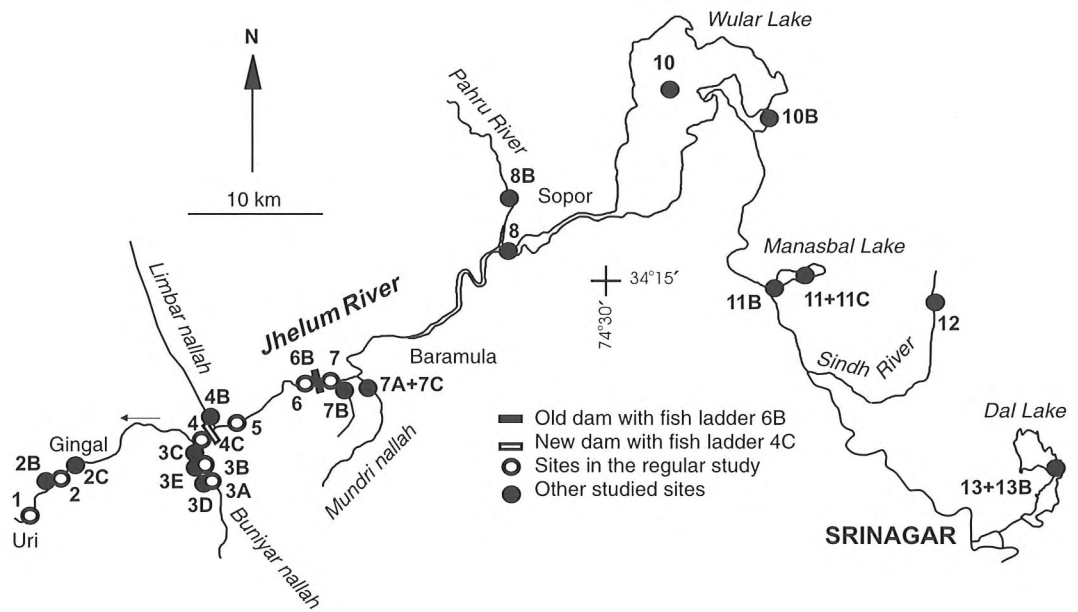 Wular Lake
N
10
Pahru River
10B
10 km
8B
Sopor
8
Manasbal Lake
34°15′
74°30′
11B
11+11C
12
Limbar nallah
Jhelum River
Sindh River
Baramula
6B
7
6
7B
7A+7C
4B
4
4C
5
Dal Lake
Gingal
3C
3B
3E
3A
3D
2B
2
2C
1
Uri
Mundri nallah
Buniyar nallah
Old dam with fish ladder 6B
New dam with fish ladder 4C
Sites in the regular study
Other studied sites
13+13B
SRINAGAR